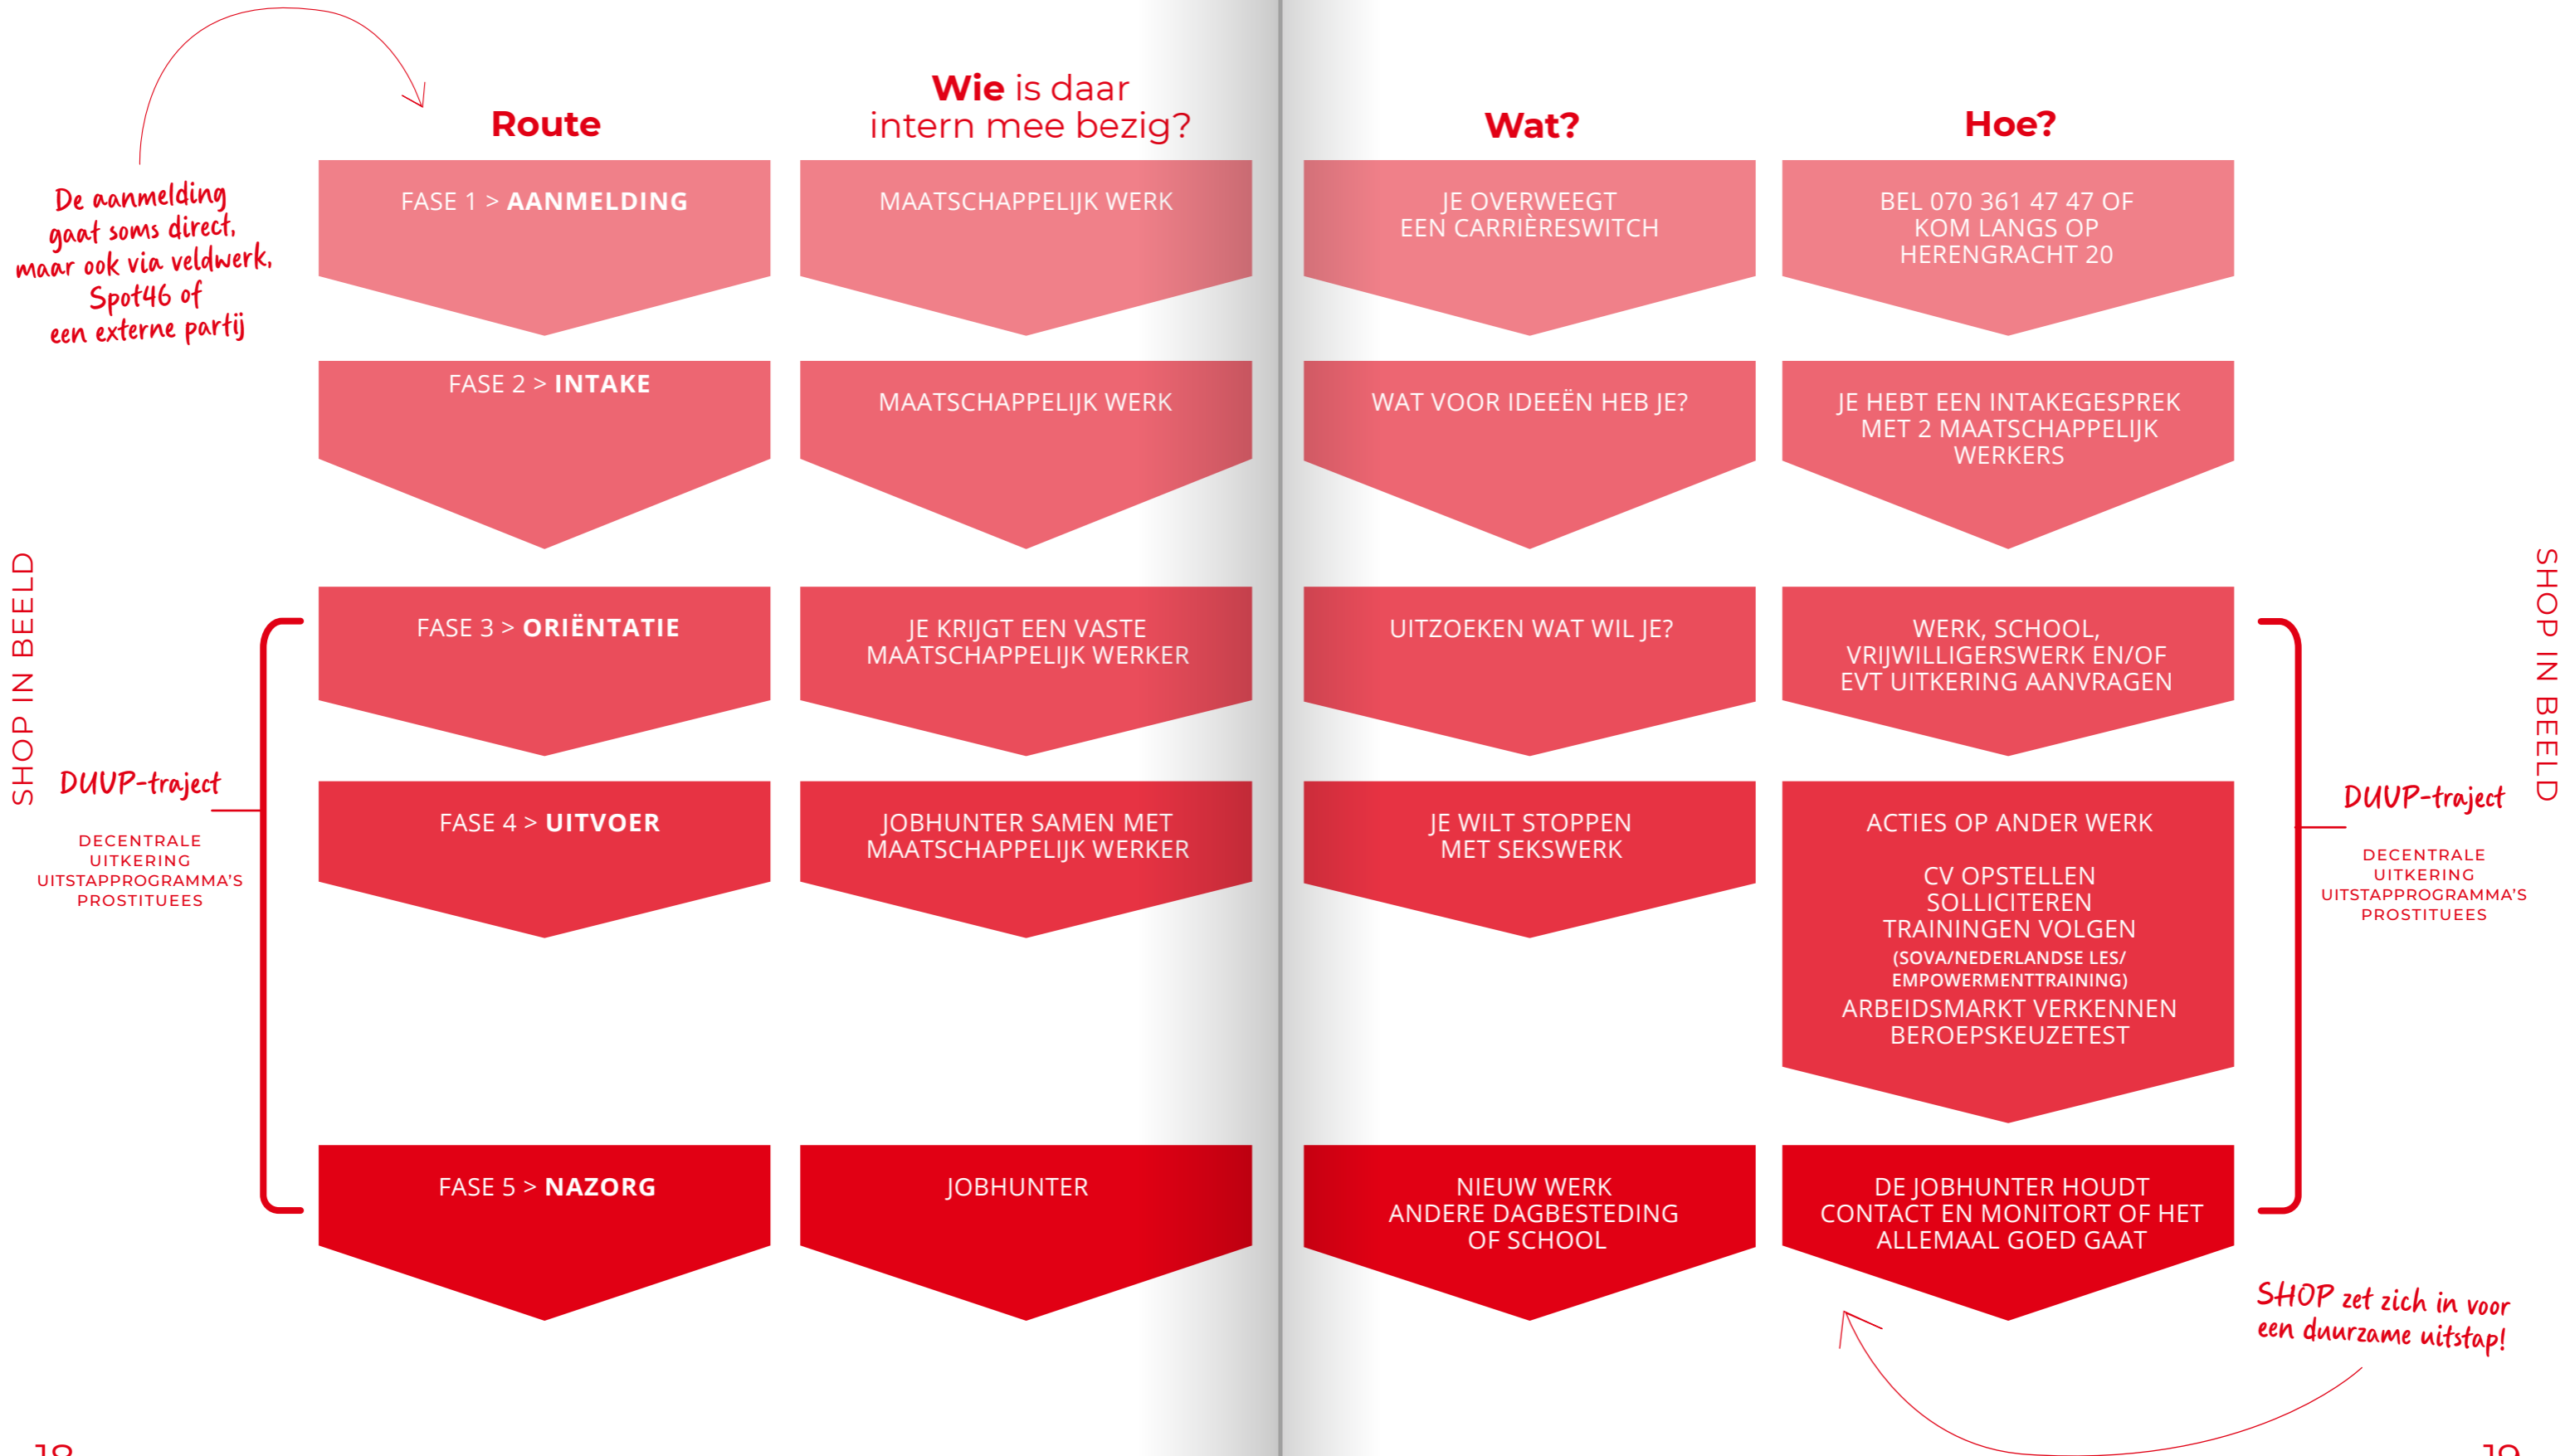 Route
Wie is daar
intern mee bezig?
Wat?
Hoe?
De aanmelding
gaat soms direct,
maar ook via veldwerk,
Spot46 of
een externe partij
FASE 1 > AANMELDING
MAATSCHAPPELIJK WERK
JE OVERWEEGT
EEN CARRIÈRESWITCH
BEL 070 361 47 47 OF
KOM LANGS OP
HERENGRACHT 20
FASE 2 > INTAKE
MAATSCHAPPELIJK WERK
WAT VOOR IDEEËN HEB JE?
JE HEBT EEN INTAKEGESPREK
MET 2 MAATSCHAPPELIJK
WERKERS
SHOP IN BEELD
FASE 3 > ORIËNTATIE
JE KRIJGT EEN VASTE
MAATSCHAPPELIJK WERKER
UITZOEKEN WAT WIL JE?
WERK, SCHOOL,
VRIJWILLIGERSWERK EN/OF
EVT UITKERING AANVRAGEN
SHOP IN BEELD
DUUP-traject
DECENTRALE
UITKERING
UITSTAPPROGRAMMA'S
PROSTITUEES
FASE 4 > UITVOER
JOBHUNTER SAMEN MET
MAATSCHAPPELIJK WERKER
JE WILT STOPPEN
MET SEKSWERK
ACTIES OP ANDER WERK
CV OPSTELLEN
SOLLICITEREN
TRAININGEN VOLGEN
(SOVA/NEDERLANDSE LES/
EMPOWERMENTTRAINING)
ARBEIDSMARKT VERKENNEN
BEROEPSKEUZETEST
DUUP-traject
DECENTRALE
UITKERING
UITSTAPPROGRAMMA'S
PROSTITUEES
FASE 5 > NAZORG
JOBHUNTER
NIEUW WERK
ANDERE DAGBESTEDING
OF SCHOOL
DE JOBHUNTER HOUDT
CONTACT EN MONITORT OF HET
ALLEMAAL GOED GAAT
SHOP zet zich in voor
een duurzame uitstap!